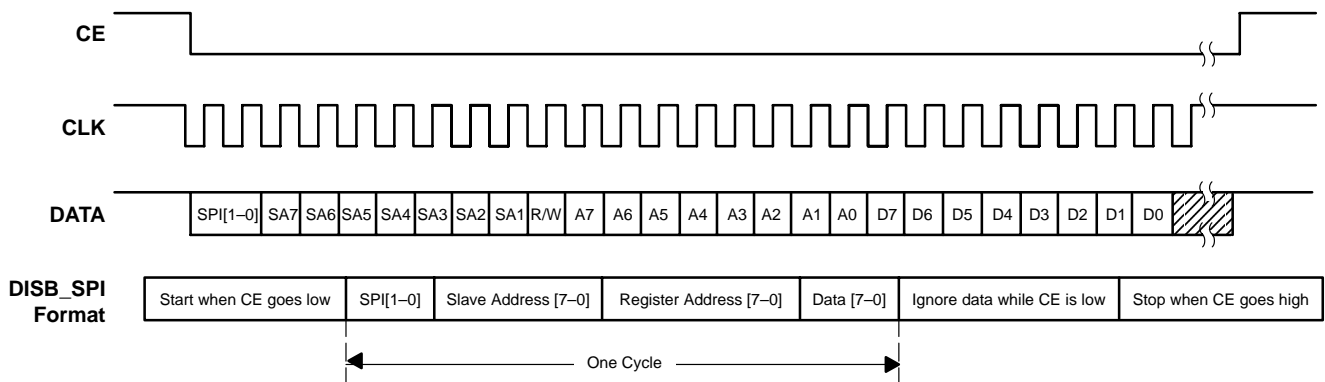 CE
CLK
DATA
SPI[1–0] SA7 SA6 SA5 SA4 SA3 SA2 SA1 R/W A7 A6 A5 A4 A3 A2 A1 A0 D7 D6 D5 D4 D3 D2 D1 D0
DISB_SPI
Format
Start when CE goes low SPI[1–0] Slave Address [7–0] Register Address [7–0] Data [7–0] Ignore data while CE is low Stop when CE goes high
One Cycle